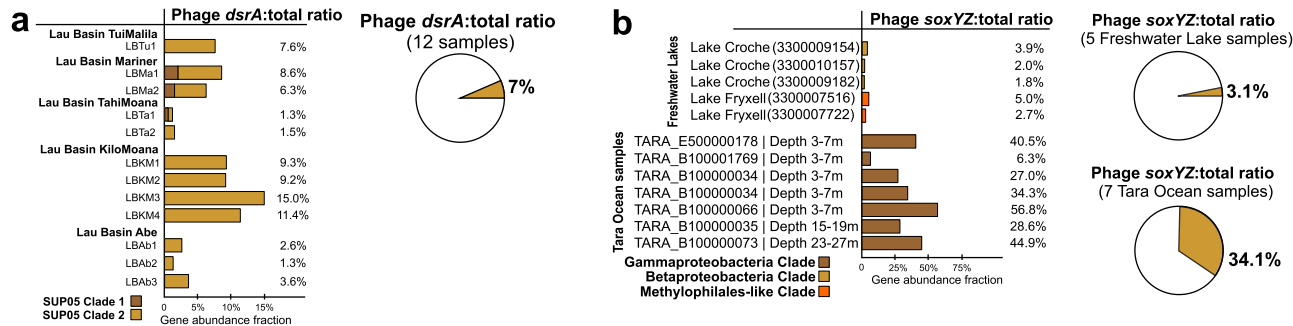 a
Phage dsrA:total ratio
Lau Basin TuiMalila
LBTu1 7.6%
Lau Basin Mariner
LBMa1 8.6%
LBMa2 6.3%
Lau Basin TahiMoana
LBTa1 1.3%
LBTa2 1.5%
Lau Basin KiloMoana
LBKM1 9.3%
LBKM2 9.2%
LBKM3 15.0%
LBKM4 11.4%
Lau Basin Abe
LBAb1 2.6%
LBAb2 1.3%
LBAb3 3.6%
SUP05 Clade 1
SUP05 Clade 2
0 5% 10% 15%
Gene abundance fraction
Phage dsrA:total ratio
(12 samples)
7%
b
Phage soxYZ:total ratio
Freshwater Lakes
Lake Croche (3300009154) 3.9%
Lake Croche (3300010157) 2.0%
Lake Croche (3300009182) 1.8%
Lake Fryxell (3300007516) 5.0%
Lake Fryxell (3300007722) 2.7%
Tara Ocean samples
TARA_E500000178 | Depth 3-7m 40.5%
TARA_B100001769 | Depth 3-7m 6.3%
TARA_B100000034 | Depth 3-7m 27.0%
TARA_B100000034 | Depth 3-7m 34.3%
TARA_B100000066 | Depth 3-7m 56.8%
TARA_B100000035 | Depth 15-19m 28.6%
TARA_B100000073 | Depth 23-27m 44.9%
Gammaproteobacteria Clade
Betaproteobacteria Clade
Methylophilales-like Clade
0 25% 50% 75%
Gene abundance fraction
Phage soxYZ:total ratio
(5 Freshwater Lake samples)
3.1%
Phage soxYZ:total ratio
(7 Tara Ocean samples)
34.1%